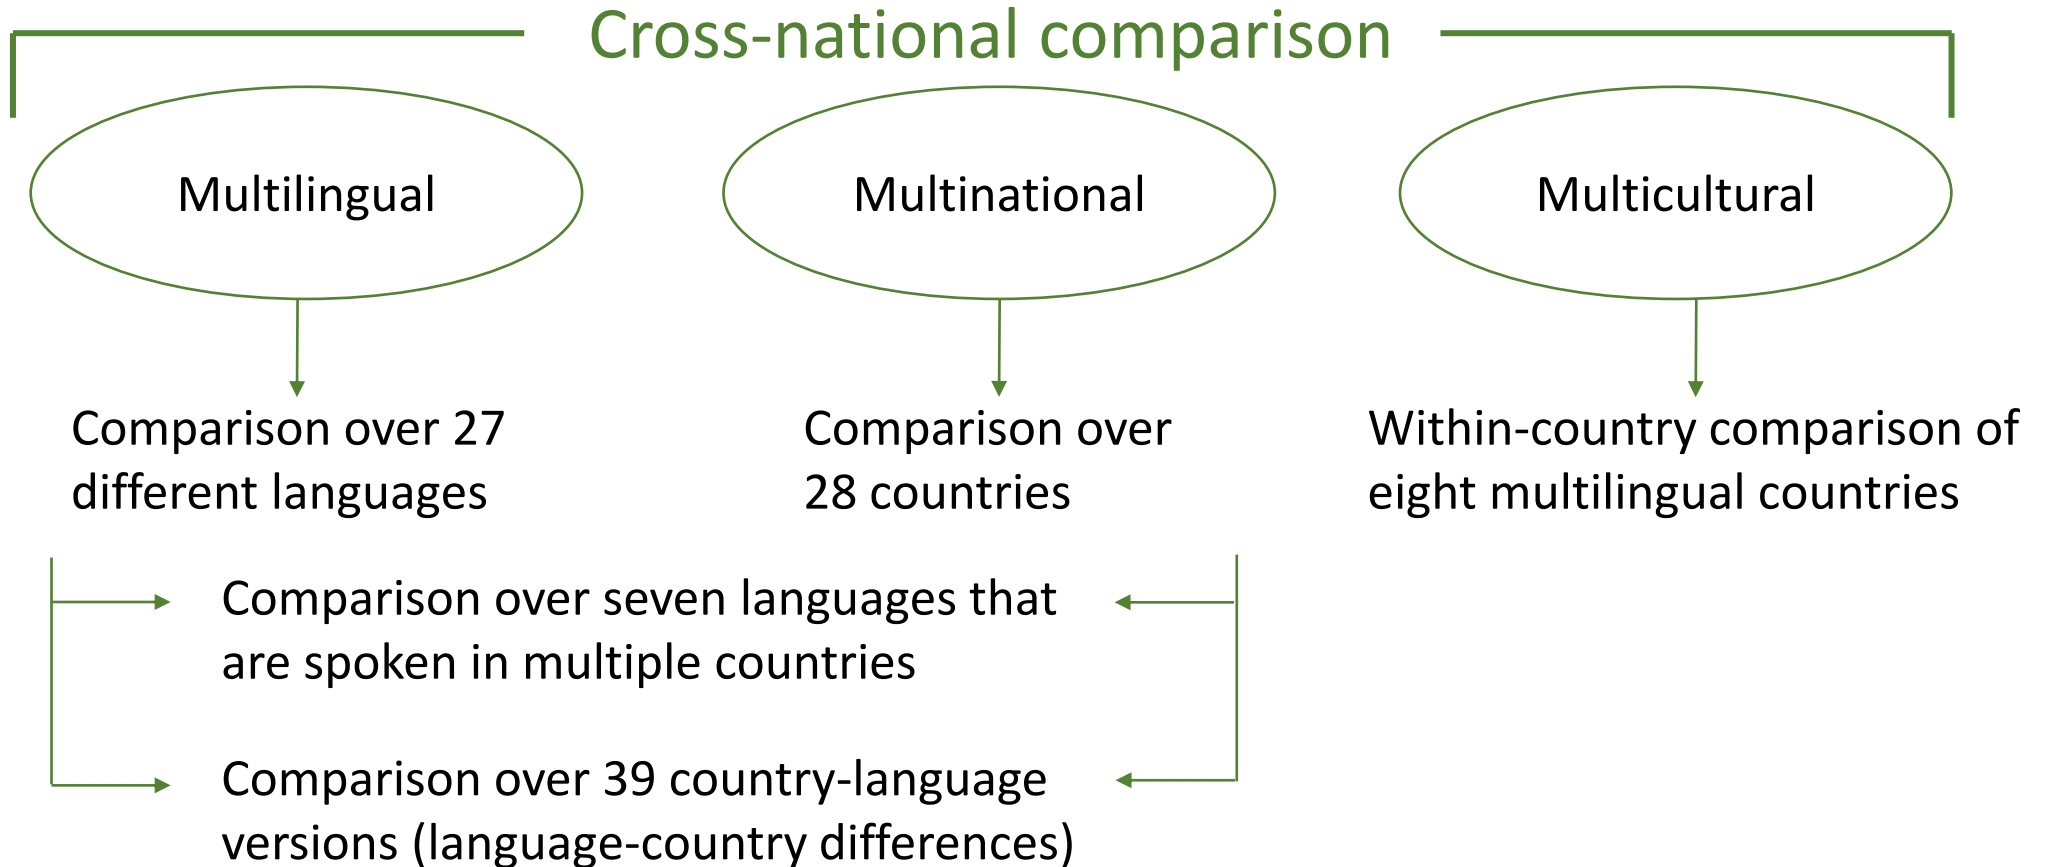 Cross-national comparison
Multilingual
Multinational
Multicultural
Comparison over 27
different languages
Comparison over
28 countries
Within-country comparison of
eight multilingual countries
Comparison over seven languages that
are spoken in multiple countries
Comparison over 39 country-language
versions (language-country differences)